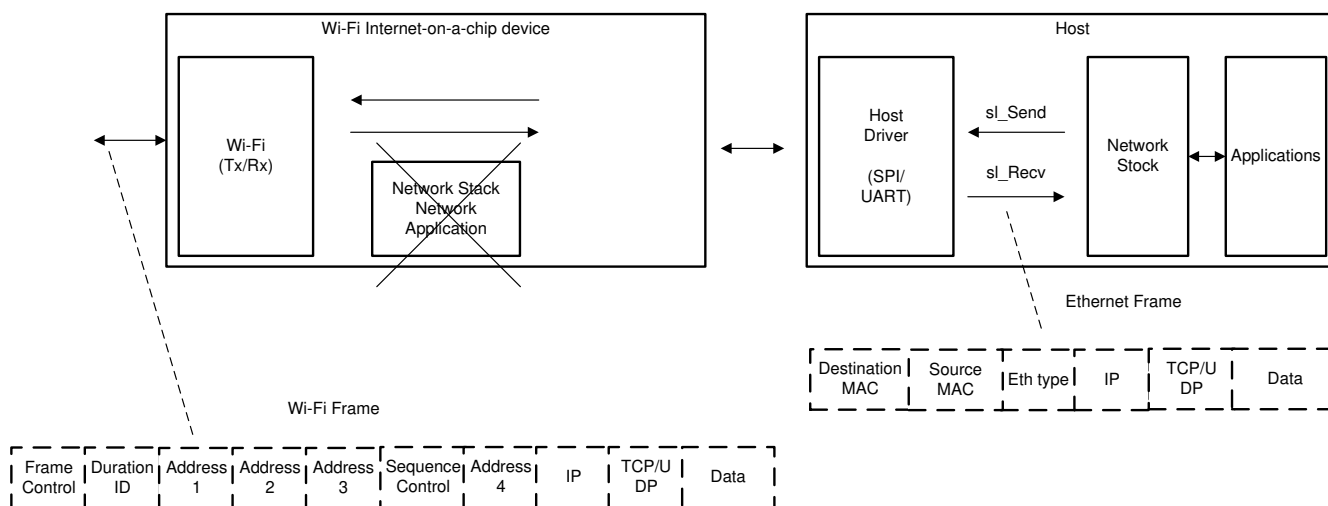 Wi-Fi Internet-on-a-chip device
Wi-Fi
(Tx/Rx)
Network Stack
Network
Application
Host
Host
Driver
(SPI/
UART)
sl_Send
sl_Recv
Network
Stock
Applications
Ethernet Frame
Destination
MAC
Source
MAC
Eth type
IP
TCP/U
DP
Data
Wi-Fi Frame
Frame
Control
Duration
ID
Address
1
Address
2
Address
3
Sequence
Control
Address
4
IP
TCP/U
DP
Data